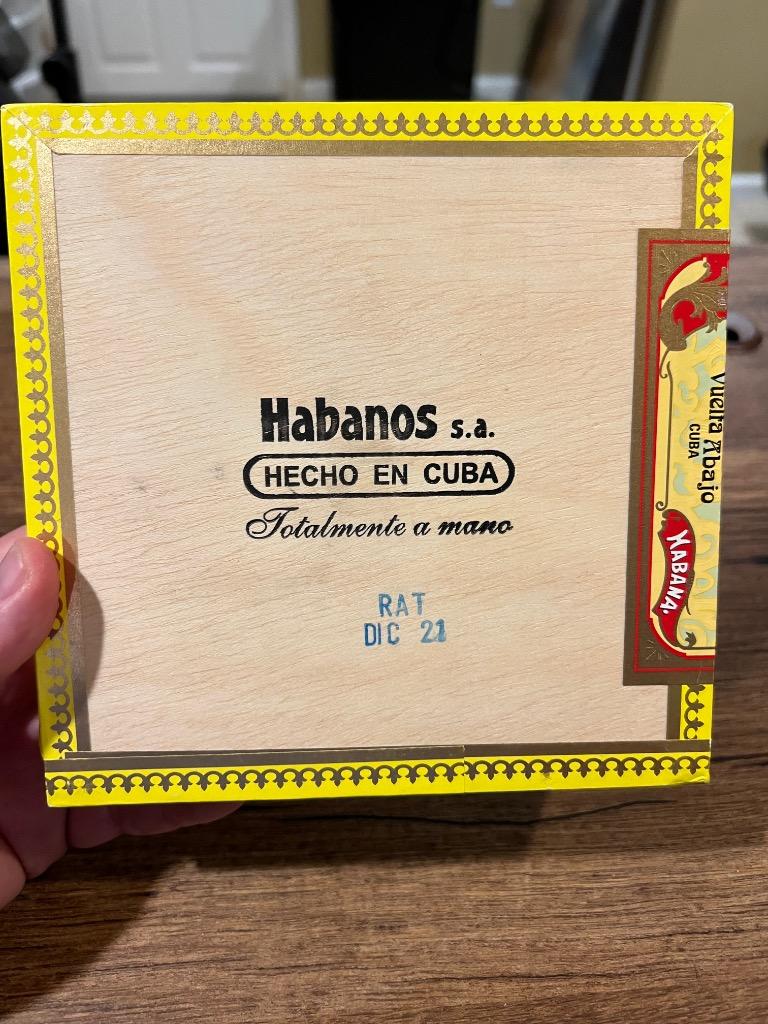 Habanos s.a.
HECHO EN CUBA
Totalmente a mano
RAT
DIC 21
Vuelta Abajo
CUBA
HABANA.